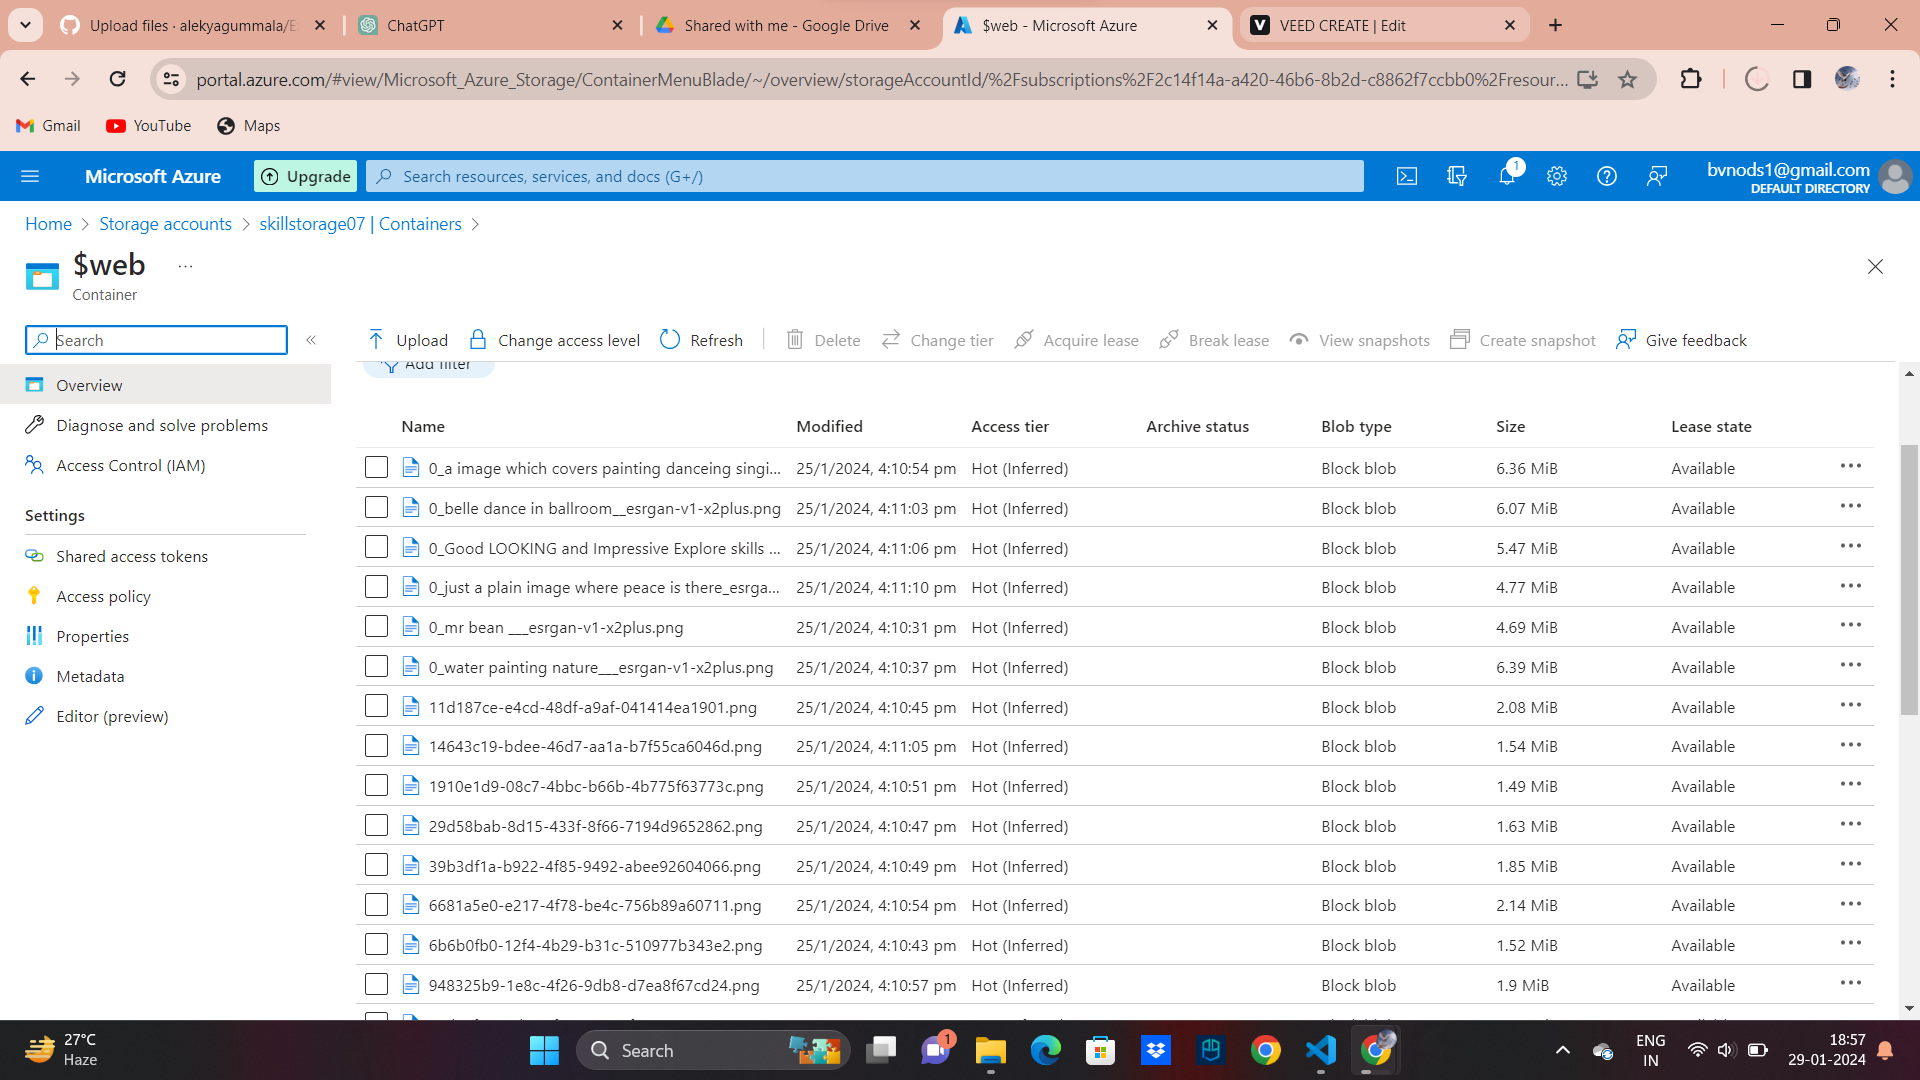 Upload files · alekyagummala/E
ChatGPT
Shared with me - Google Drive
$web - Microsoft Azure
VEED CREATE | Edit
portal.azure.com/#view/Microsoft_Azure_Storage/ContainerMenuBlade/~/overview/storageAccountId/%2Fsubscriptions%2F2c14f14a-a420-46b6-8b2d-c8862f7ccbb0%2Fresour...
Gmail
YouTube
Maps
Microsoft Azure
Upgrade
Search resources, services, and docs (G+/)
1
bvnods1@gmail.com
DEFAULT DIRECTORY
Home
Storage accounts
skillstorage07 | Containers
$web
...
Container
Search
«
Upload
Change access level
Refresh
Delete
Change tier
Acquire lease
Break lease
View snapshots
Create snapshot
Give feedback
Add filter
Overview
Diagnose and solve problems
Access Control (IAM)
Settings
Shared access tokens
Access policy
Properties
Metadata
Editor (preview)
Name Modified Access tier Archive status Blob type Size Lease state
0_a image which covers painting danceing singi... 25/1/2024, 4:10:54 pm Hot (Inferred) Block blob 6.36 MiB Available
0_belle dance in ballroom__esrgan-v1-x2plus.png 25/1/2024, 4:11:03 pm Hot (Inferred) Block blob 6.07 MiB Available
0_Good LOOKING and Impressive Explore skills ... 25/1/2024, 4:11:06 pm Hot (Inferred) Block blob 5.47 MiB Available
0_just a plain image where peace is there_esrga... 25/1/2024, 4:11:10 pm Hot (Inferred) Block blob 4.77 MiB Available
0_mr bean ___esrgan-v1-x2plus.png 25/1/2024, 4:10:31 pm Hot (Inferred) Block blob 4.69 MiB Available
0_water painting nature___esrgan-v1-x2plus.png 25/1/2024, 4:10:37 pm Hot (Inferred) Block blob 6.39 MiB Available
11d187ce-e4cd-48df-a9af-041414ea1901.png 25/1/2024, 4:10:45 pm Hot (Inferred) Block blob 2.08 MiB Available
14643c19-bdee-46d7-aa1a-b7f55ca6046d.png 25/1/2024, 4:11:05 pm Hot (Inferred) Block blob 1.54 MiB Available
1910e1d9-08c7-4bbc-b66b-4b775f63773c.png 25/1/2024, 4:10:51 pm Hot (Inferred) Block blob 1.49 MiB Available
29d58bab-8d15-433f-8f66-7194d9652862.png 25/1/2024, 4:10:47 pm Hot (Inferred) Block blob 1.63 MiB Available
39b3df1a-b922-4f85-9492-abee92604066.png 25/1/2024, 4:10:49 pm Hot (Inferred) Block blob 1.85 MiB Available
6681a5e0-e217-4f78-be4c-756b89a60711.png 25/1/2024, 4:10:54 pm Hot (Inferred) Block blob 2.14 MiB Available
6b6b0fb0-12f4-4b29-b31c-510977b343e2.png 25/1/2024, 4:10:43 pm Hot (Inferred) Block blob 1.52 MiB Available
948325b9-1e8c-4f26-9db8-d7ea8f67cd24.png 25/1/2024, 4:10:57 pm Hot (Inferred) Block blob 1.9 MiB Available
27°C
Haze
Search
1
ENG
IN
18:57
29-01-2024